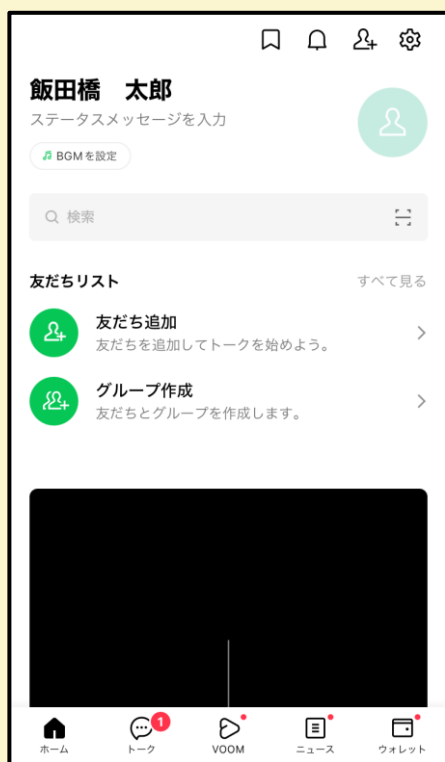 飯田橋　太郎
ステータスメッセージを入力
BGMを設定
検索
友だちリスト
すべて見る
友だち追加
友だちを追加してトークを始めよう。
グループ作成
友だちとグループを作成します。
1
ホーム
トーク
VOOM
ニュース
ウォレット